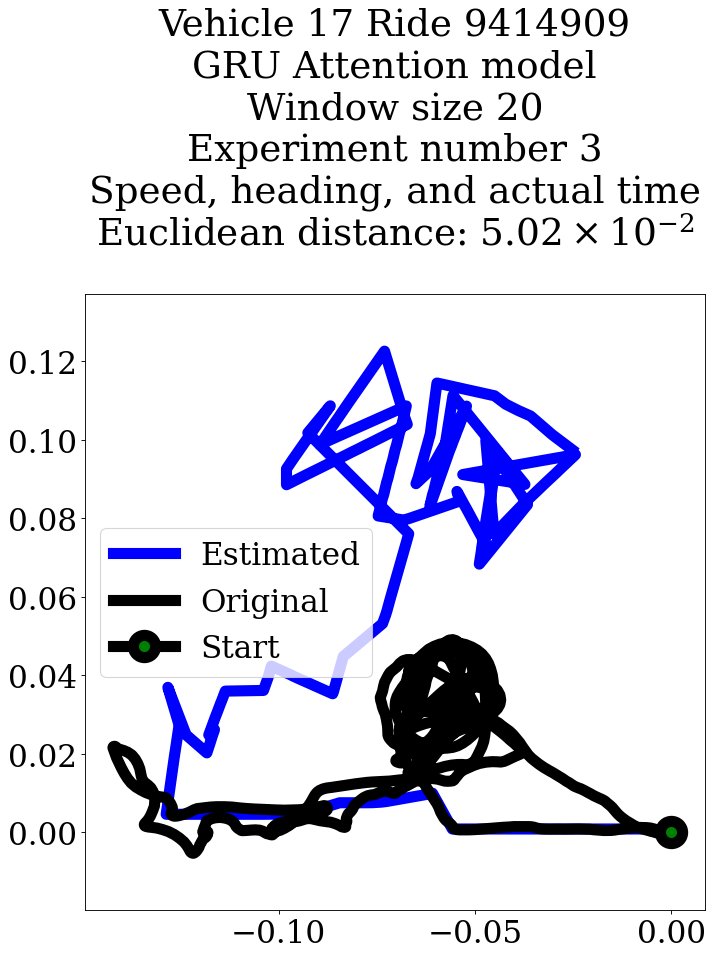 Vehicle 17 Ride 9414909
GRU Attention model
Window size 20
Experiment number 3
Speed, heading, and actual time
Euclidean distance: 5.02 × 10⁻²
0.12
0.10
0.08
0.06
0.04
0.02
0.00
Estimated
Original
Start
−0.10 −0.05 0.00